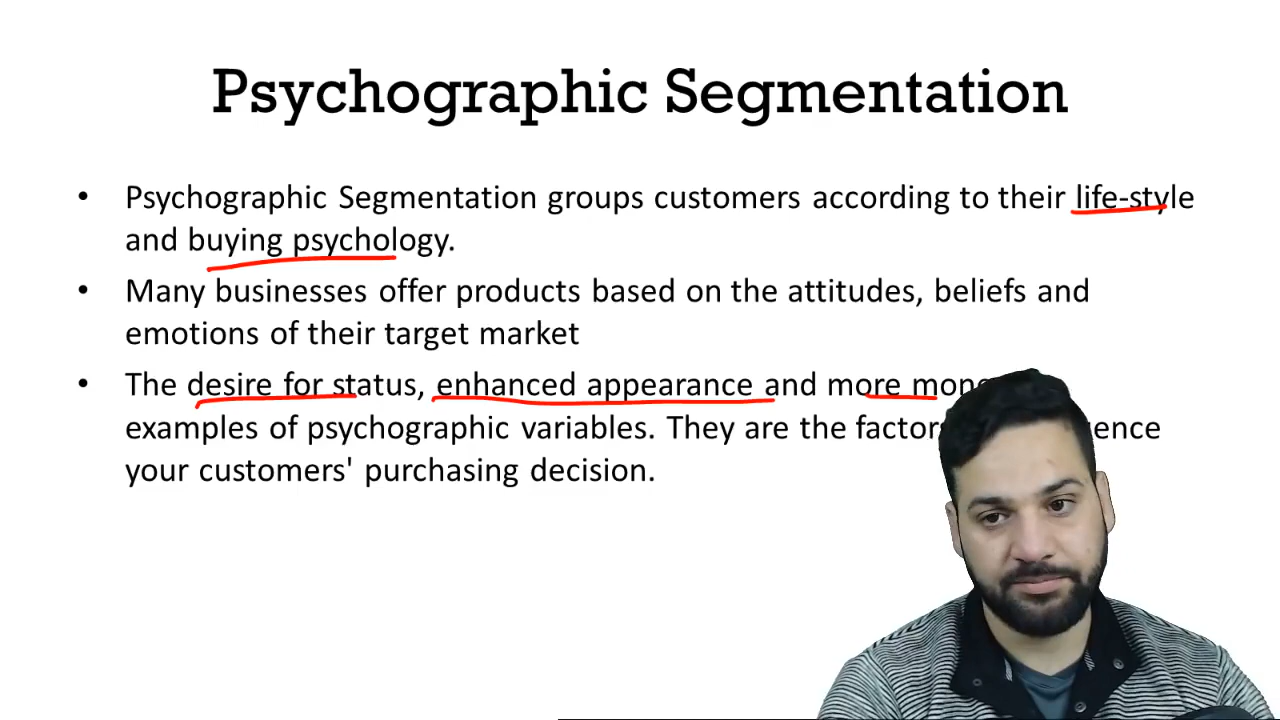 Psychographic Segmentation
• Psychographic Segmentation groups customers according to their life-style
and buying psychology.
• Many businesses offer products based on the attitudes, beliefs and
emotions of their target market
• The desire for status, enhanced appearance and more
examples of psychographic variables. They are the
your customers' purchasing decision.